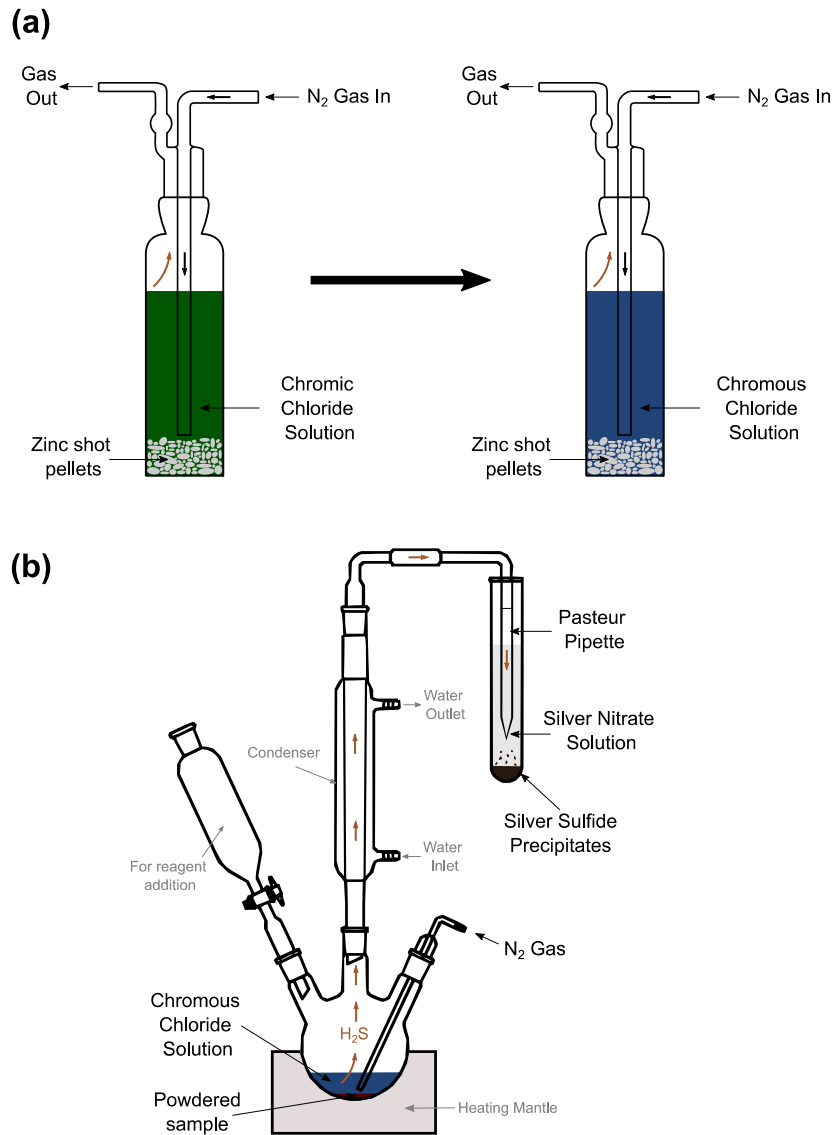 (a)
Gas
Out
N₂ Gas In
Chromic
Chloride
Solution
Zinc shot
pellets
Gas
Out
N₂ Gas In
Chromous
Chloride
Solution
Zinc shot
pellets
(b)
Pasteur
Pipette
Water
Outlet
Silver Nitrate
Solution
Condenser
Silver Sulfide
Precipitates
For reagent
addition
Water
Inlet
N₂ Gas
Chromous
Chloride
Solution
H₂S
Powdered
sample
Heating Mantle